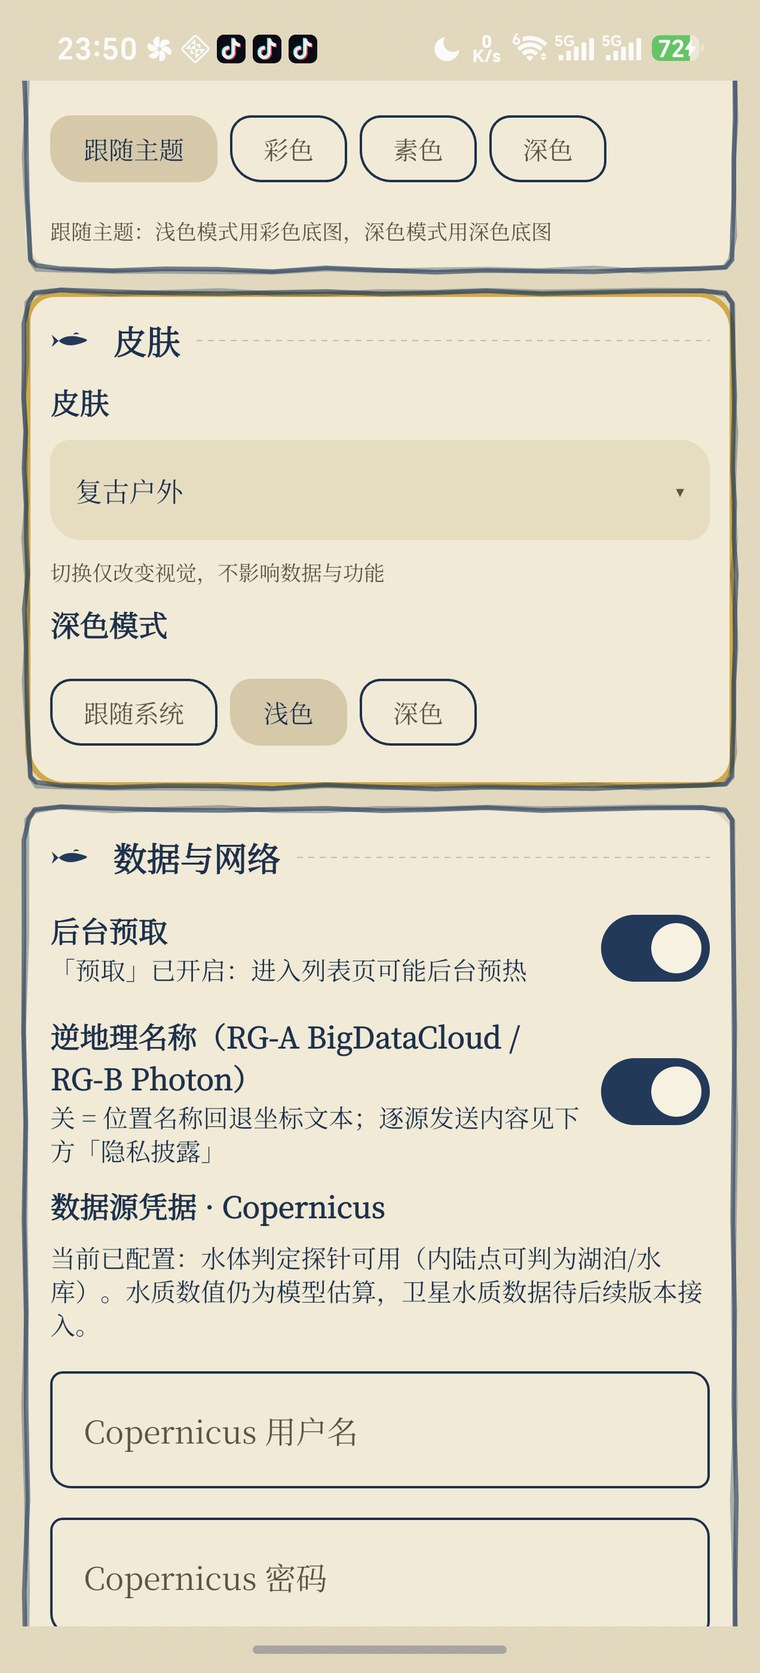 23:50
0
K/s
6
5G
5G
72
跟随主题
彩色
素色
深色
跟随主题：浅色模式用彩色底图，深色模式用深色底图
皮肤
皮肤
复古户外
切换仅改变视觉，不影响数据与功能
深色模式
跟随系统
浅色
深色
数据与网络
后台预取
「预取」已开启：进入列表页可能后台预热
逆地理名称（RG-A BigDataCloud /
RG-B Photon）
关 = 位置名称回退坐标文本；逐源发送内容见下
方「隐私披露」
数据源凭据 · Copernicus
当前已配置：水体判定探针可用（内陆点可判为湖泊/水
库）。水质数值仍为模型估算，卫星水质数据待后续版本接
入。
Copernicus 用户名
Copernicus 密码